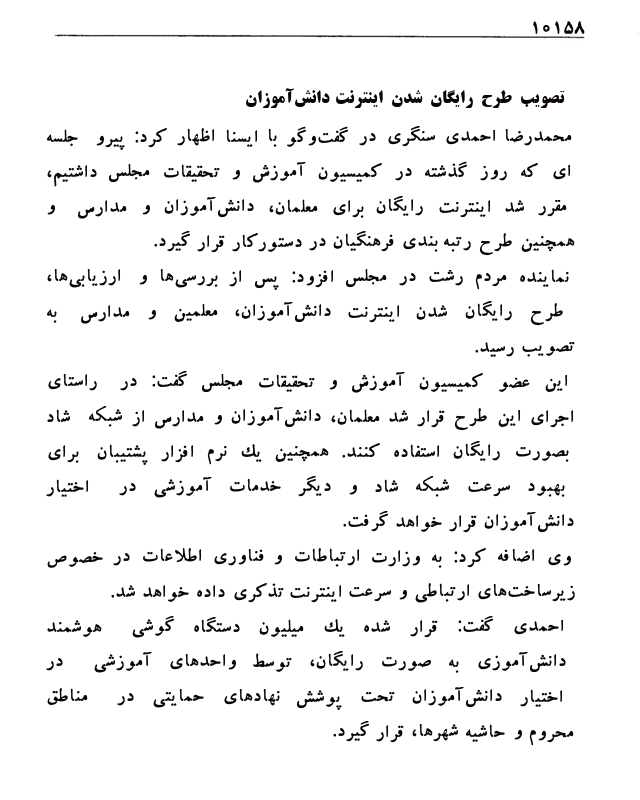 ۱۰۱۵۸
تصویب طرح رایگان شدن اینترنت دانش‌آموزان
محمدرضا احمدی سنگری در گفت‌وگو با ایسنا اظهار کرد: پیرو جلسه
ای که روز گذشته در کمیسیون آموزش و تحقیقات مجلس داشتیم،
مقرر شد اینترنت رایگان برای معلمان، دانش‌آموزان و مدارس و
همچنین طرح رتبه بندی فرهنگیان در دستورکار قرار گیرد.
نماینده مردم رشت در مجلس افزود: پس از بررسی‌ها و ارزیابی‌ها،
طرح رایگان شدن اینترنت دانش‌آموزان، معلمین و مدارس به
تصویب رسید.
این عضو کمیسیون آموزش و تحقیقات مجلس گفت: در راستای
اجرای این طرح قرار شد معلمان، دانش‌آموزان و مدارس از شبکه شاد
بصورت رایگان استفاده کنند. همچنین یك نرم افزار پشتیبان برای
بهبود سرعت شبکه شاد و دیگر خدمات آموزشی در اختیار
دانش‌آموزان قرار خواهد گرفت.
وی اضافه کرد: به وزارت ارتباطات و فناوری اطلاعات در خصوص
زیرساخت‌های ارتباطی و سرعت اینترنت تذکری داده خواهد شد.
احمدی گفت: قرار شده یك میلیون دستگاه گوشی هوشمند
دانش‌آموزی به صورت رایگان، توسط واحدهای آموزشی در
اختیار دانش‌آموزان تحت پوشش نهادهای حمایتی در مناطق
محروم و حاشیه شهرها، قرار گیرد.